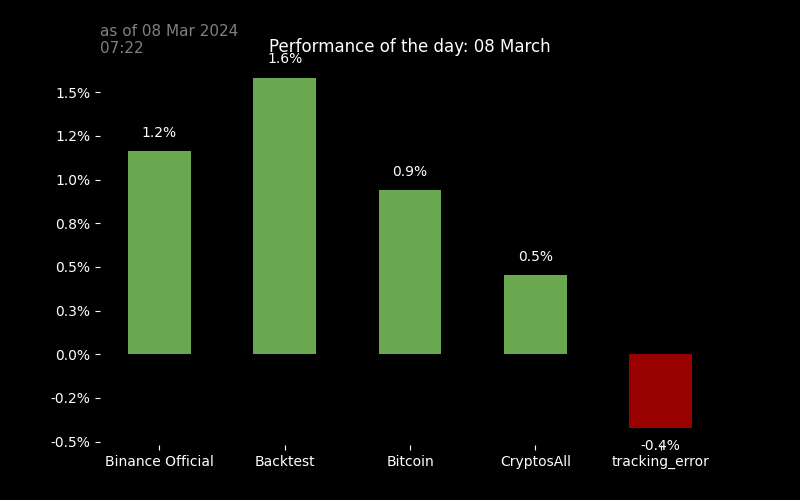 as of 08 Mar 2024
07:22
Performance of the day: 08 March
1.6%
1.5%
1.2%
1.2%
1.0%
0.9%
0.8%
0.5%
0.5%
0.3%
0.0%
-0.2%
-0.5%
-0.4%
Binance Official
Backtest
Bitcoin
CryptosAll
tracking_error